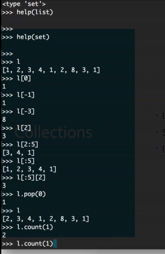 <type 'set'>
>>> help(list)
>>>
>>> help(set)
>>>
>>> l
[1, 2, 3, 4, 1, 2, 8, 3, 1]
>>> l[0]
1
>>> l[-1]
1
>>> l[-3]
8
>>> l[2]
3
>>> l[2:5]
[3, 4, 1]
>>> l[:5]
[1, 2, 3, 4, 1]
>>> l[:5][2]
3
>>> l.pop(0)
1
>>> l
[2, 3, 4, 1, 2, 8, 3, 1]
>>> l.count(1)
2
>>> l.count(1)
Collections